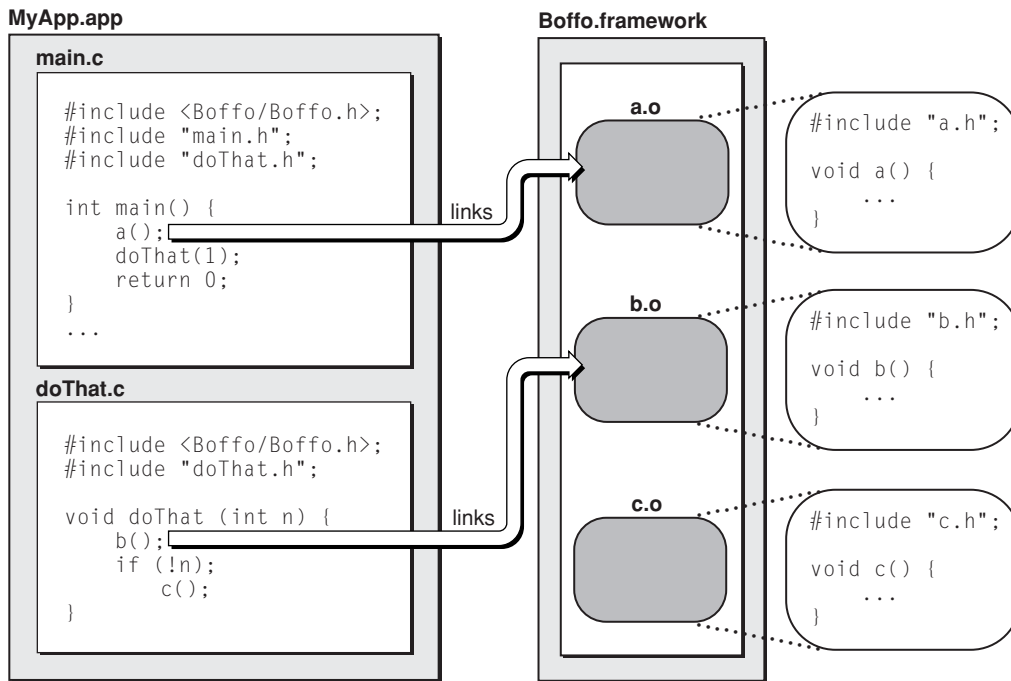 MyApp.app
main.c
#include <Boffo/Boffo.h>;
#include "main.h";
#include "doThat.h";
int main() {
a();
doThat(1);
return 0;
}
...
doThat.c
#include <Boffo/Boffo.h>;
#include "doThat.h";
void doThat (int n) {
b();
if (!n);
c();
}
links
links
Boffo.framework
a.o
#include "a.h";
void a() {
...
}
b.o
#include "b.h";
void b() {
...
}
c.o
#include "c.h";
void c() {
...
}